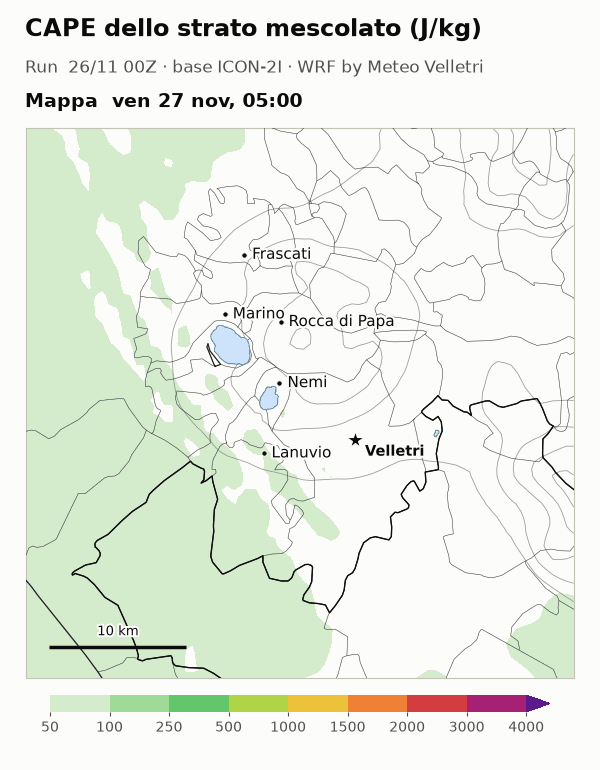 CAPE dello strato mescolato (J/kg)
Run  26/11 00Z · base ICON-2I · WRF by Meteo Velletri
Mappa  ven 27 nov, 05:00
Frascati
Marino
Rocca di Papa
Nemi
Velletri
Lanuvio
10 km
50 100 250 500 1000 1500 2000 3000 4000